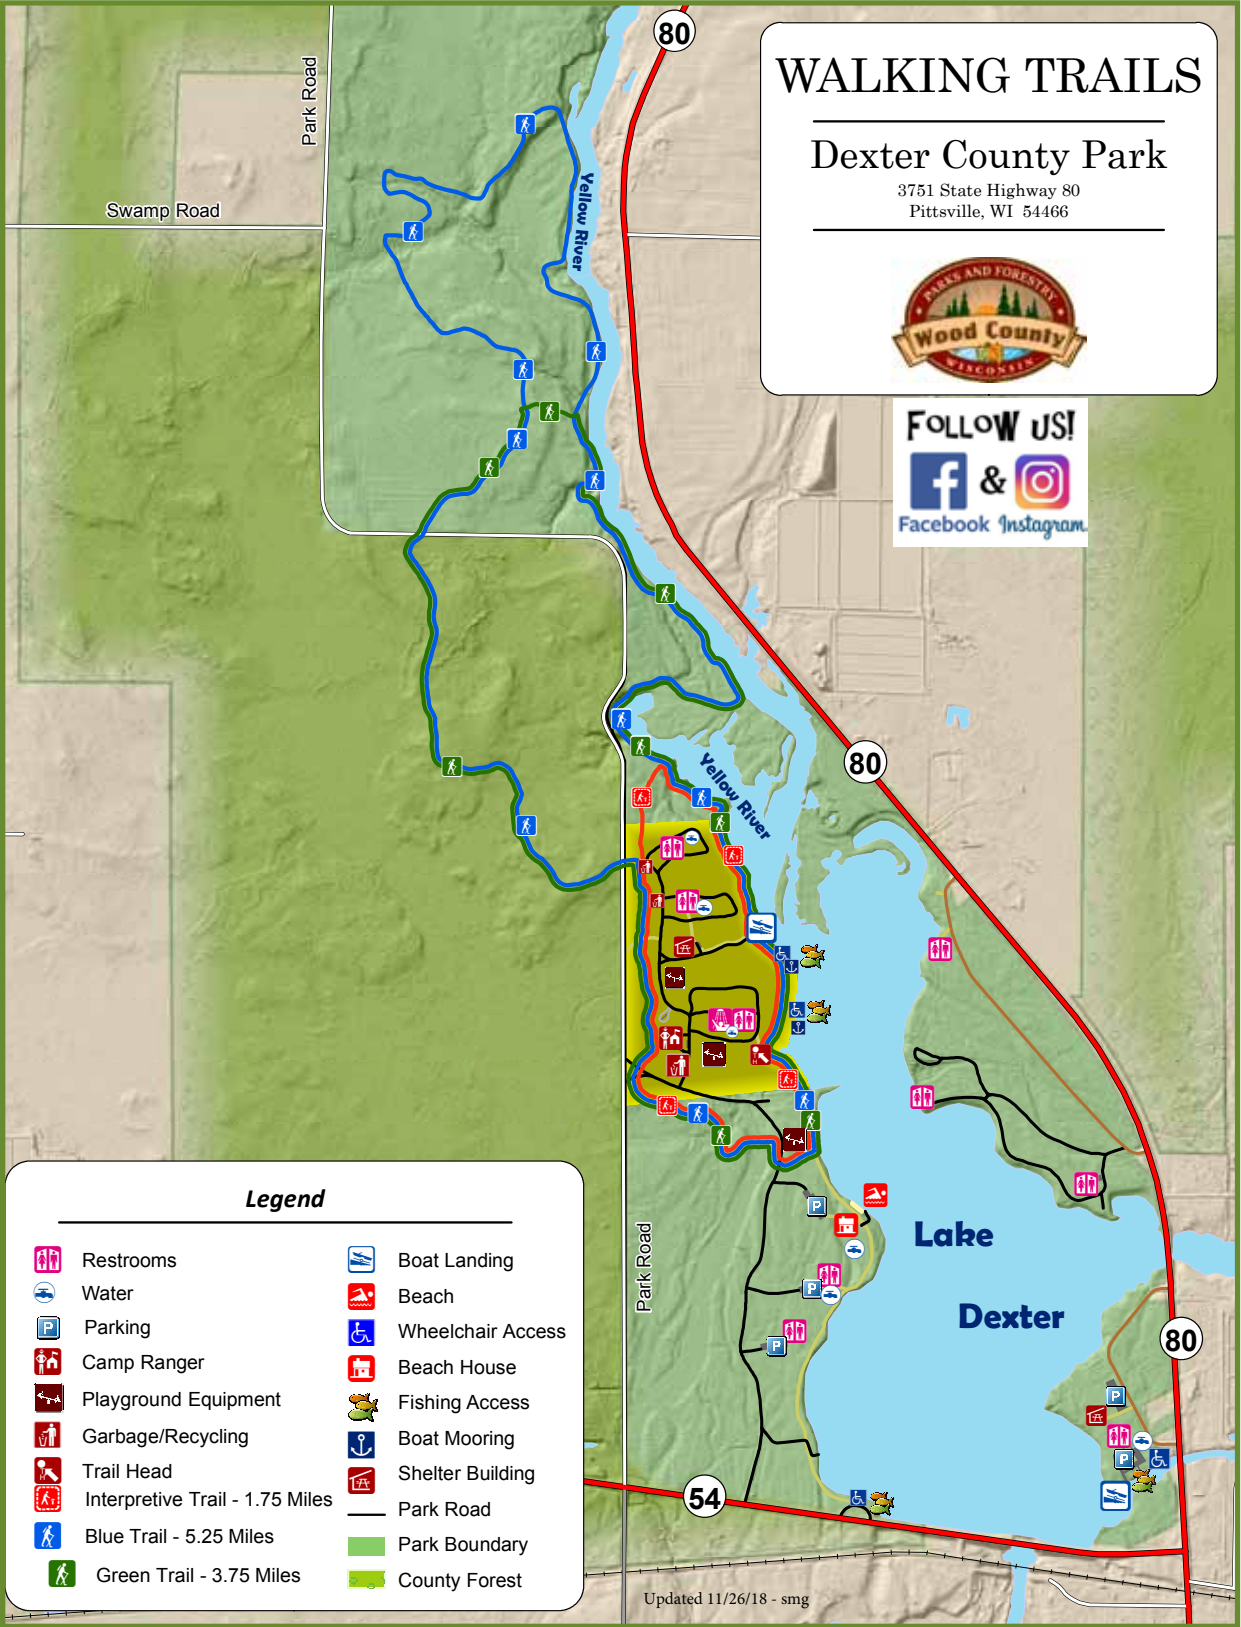 80
WALKING TRAILS
Dexter County Park
3751 State Highway 80
Pittsville, WI  54466
PARKS AND FORESTRY
Wood County
WISCONSIN
FOLLOW US!
&
Facebook Instagram
Park Road
Swamp Road
Yellow River
80
Yellow River
Lake
Dexter
Park Road
80
54
P
P
P
P
P
Legend
Restrooms
Water
P Parking
Camp Ranger
Playground Equipment
Garbage/Recycling
Trail Head
Interpretive Trail - 1.75 Miles
Blue Trail - 5.25 Miles
Green Trail - 3.75 Miles
Boat Landing
Beach
Wheelchair Access
Beach House
Fishing Access
Boat Mooring
Shelter Building
Park Road
Park Boundary
County Forest
Updated 11/26/18 - smg